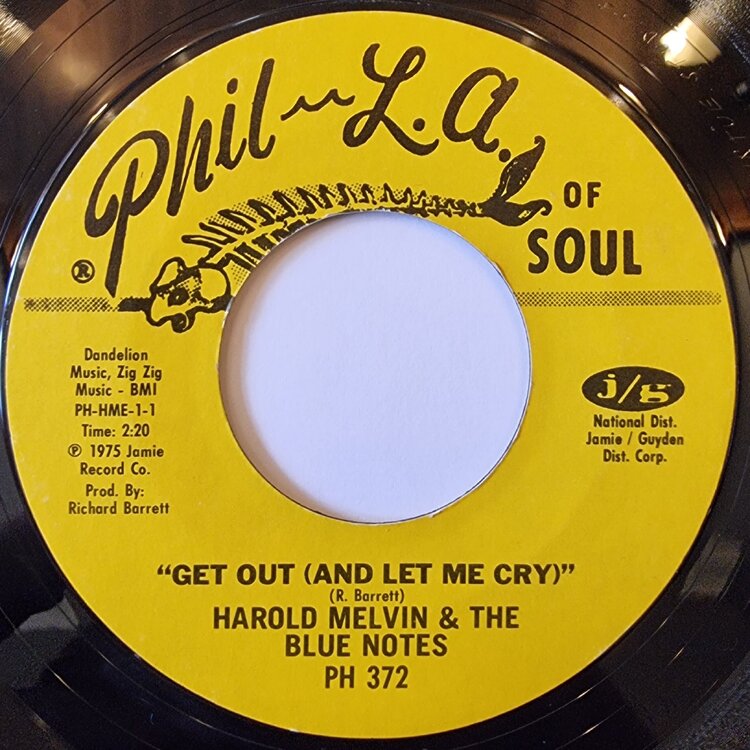 Phil-L.A.
OF
SOUL
®
Dandelion
Music, Zig Zig
Music - BMI
PH-HME-1-1
Time: 2:20
℗ 1975 Jamie
Record Co.
Prod. By:
Richard Barrett
j/g
National Dist.
Jamie / Guyden
Dist. Corp.
"GET OUT (AND LET ME CRY)"
(R. Barrett)
HAROLD MELVIN & THE
BLUE NOTES
PH 372